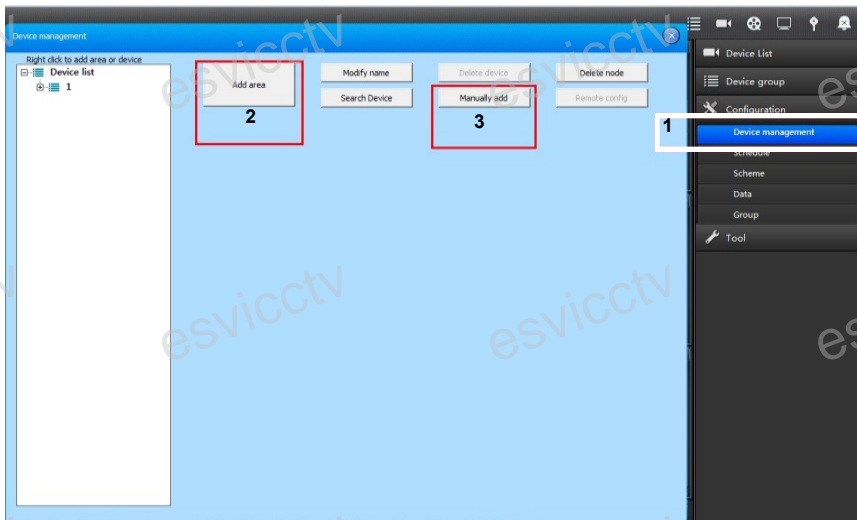 Device management
Right click to add area or device
Device list
1
Add area
2
Modify name
Search Device
Delete device
Manually add
3
Delete node
Remote config
1
Device List
Device group
Configuration
Device management
Schedule
Scheme
Data
Group
Tool
esvicctv
esvicctv
esvicctv
esvicctv
es
es
v
v